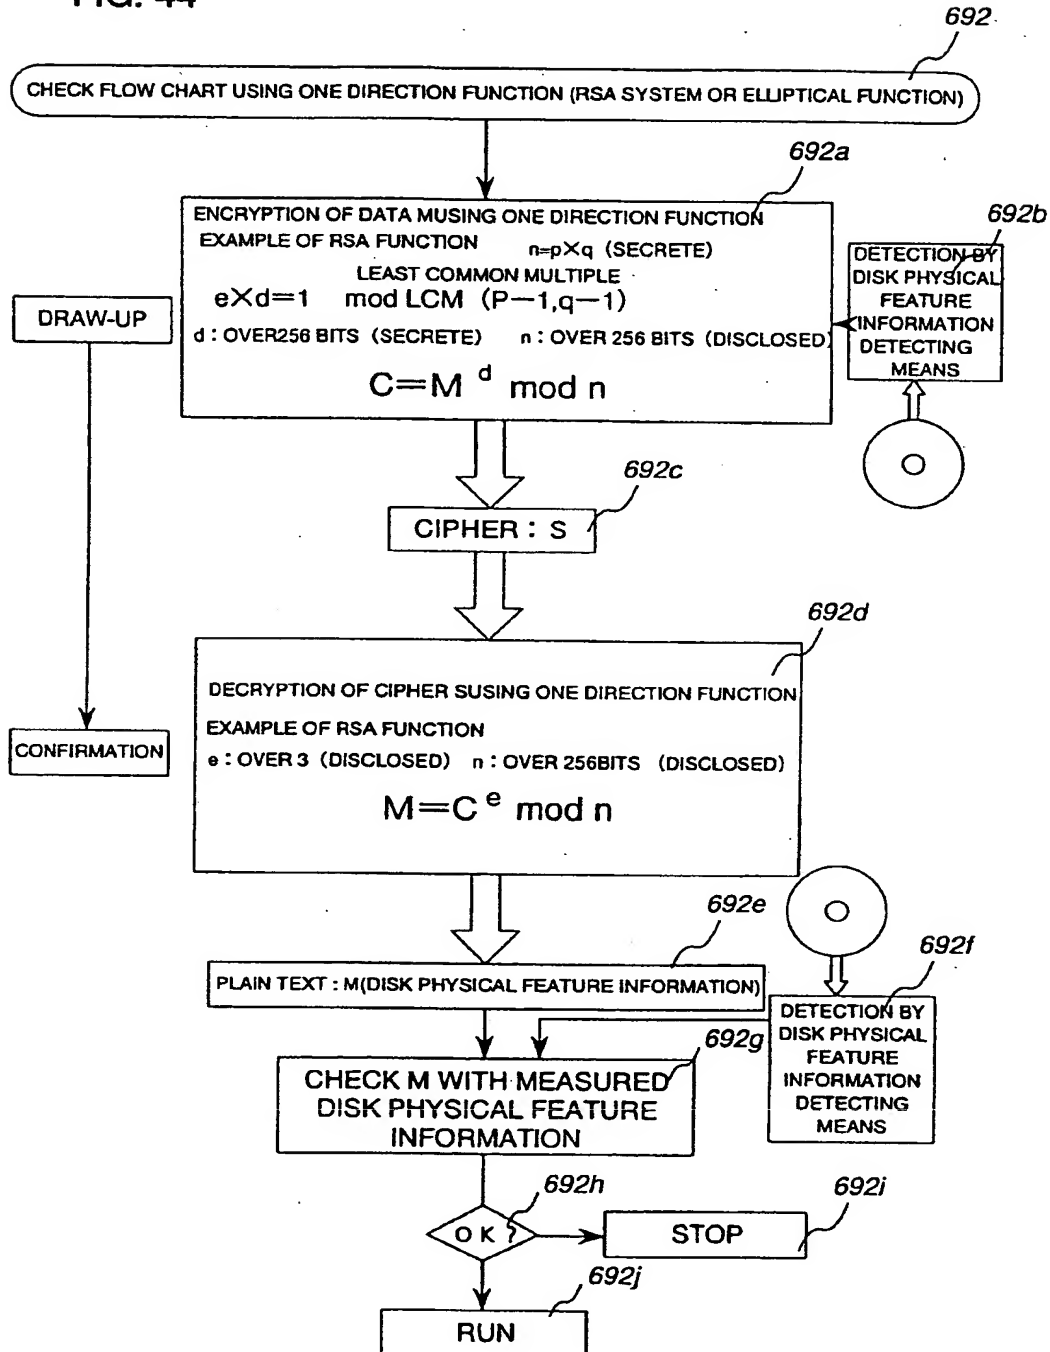 FIG. 44
692
CHECK FLOW CHART USING ONE DIRECTION FUNCTION (RSA SYSTEM OR ELLIPTICAL FUNCTION)
692a
ENCRYPTION OF DATA MUSING ONE DIRECTION FUNCTION
EXAMPLE OF RSA FUNCTION n=p×q (SECRETE)
LEAST COMMON MULTIPLE
e×d=1 mod LCM (P-1,q-1)
d : OVER256 BITS (SECRETE) n : OVER 256 BITS (DISCLOSED)
C=M^d mod n
692b
DETECTION BY
DISK PHYSICAL
FEATURE
INFORMATION
DETECTING
MEANS
DRAW-UP
692c
CIPHER : S
692d
DECRYPTION OF CIPHER SUSING ONE DIRECTION FUNCTION
EXAMPLE OF RSA FUNCTION
e : OVER 3 (DISCLOSED) n : OVER 256BITS (DISCLOSED)
M=C^e mod n
CONFIRMATION
692e
PLAIN TEXT : M(DISK PHYSICAL FEATURE INFORMATION)
692f
DETECTION BY
DISK PHYSICAL
FEATURE
INFORMATION
DETECTING
MEANS
692g
CHECK M WITH MEASURED
DISK PHYSICAL FEATURE
INFORMATION
692h
OK ?
692i
STOP
692j
RUN